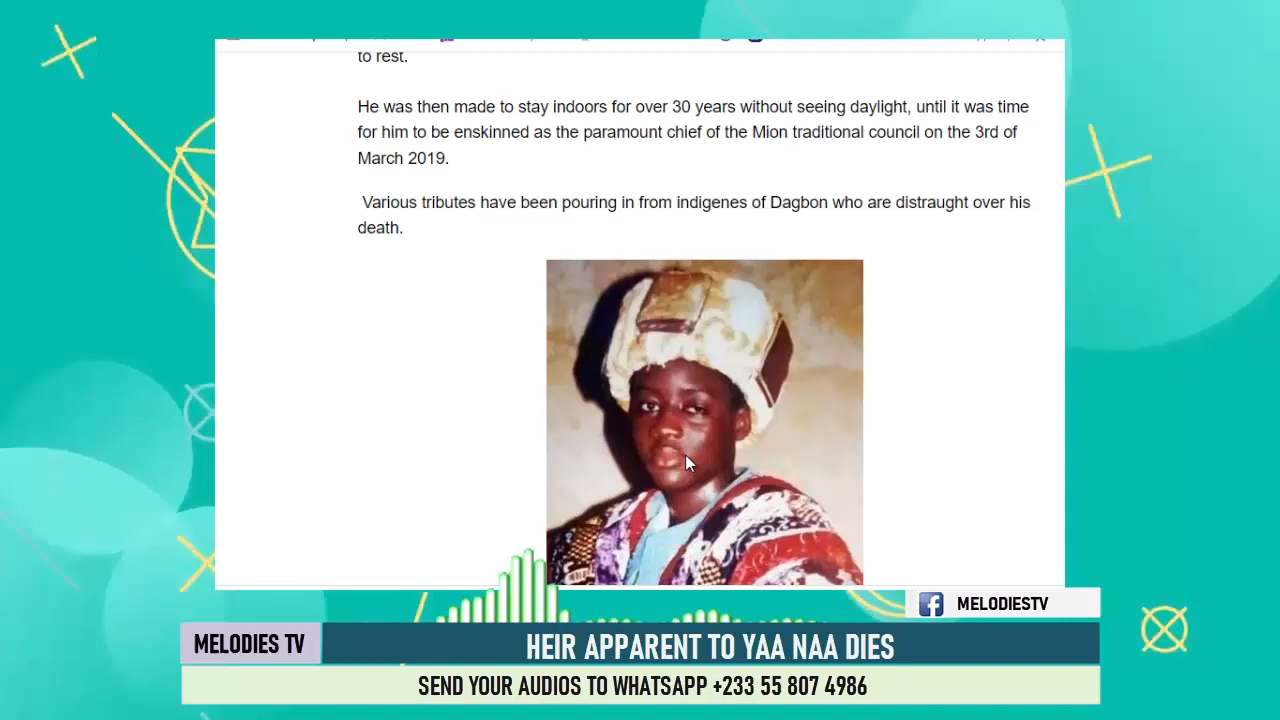 to rest.
He was then made to stay indoors for over 30 years without seeing daylight, until it was time
for him to be enskinned as the paramount chief of the Mion traditional council on the 3rd of
March 2019.
Various tributes have been pouring in from indigenes of Dagbon who are distraught over his
death.
MELODIESTV
MELODIES TV
HEIR APPARENT TO YAA NAA DIES
SEND YOUR AUDIOS TO WHATSAPP +233 55 807 4986